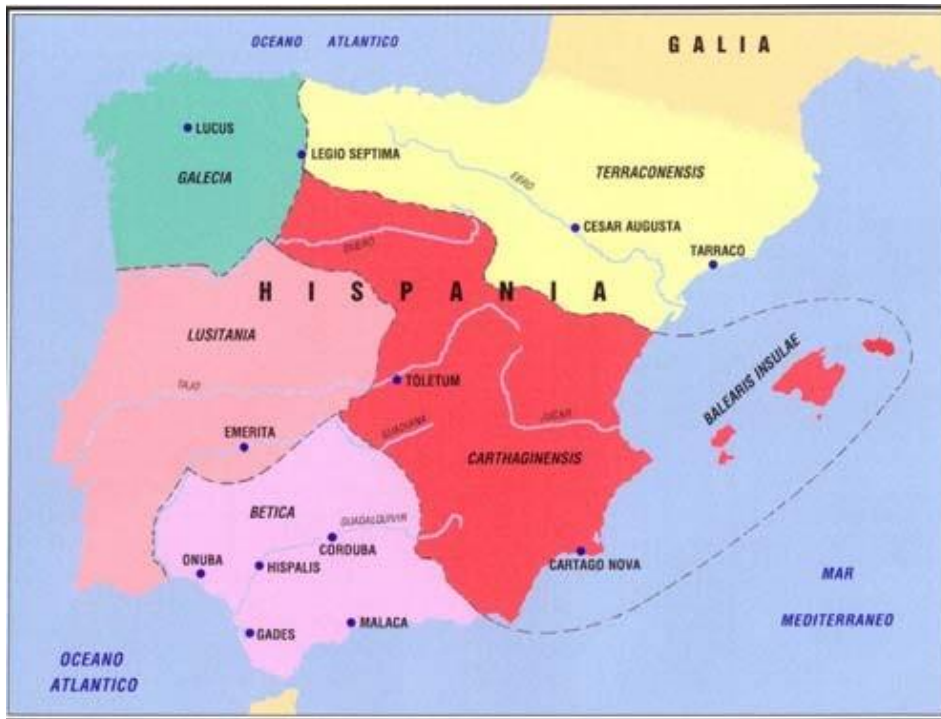 OCEANO ATLANTICO
GALIA
LUCUS
LEGIO SEPTIMA
GALECIA
TERRACONENSIS
EBRO
CESAR AUGUSTA
TARRACO
DUERO
HISPANIA
LUSITANIA
BALEARIS INSULAE
TAJO
TOLETUM
JUCAR
GUADIANA
EMERITA
CARTHAGINENSIS
BETICA
GUADALQUIVIR
CORDUBA
ONUBA
HISPALIS
CARTAGO NOVA
MAR
MEDITERRANEO
MALACA
GADES
OCEANO
ATLANTICO